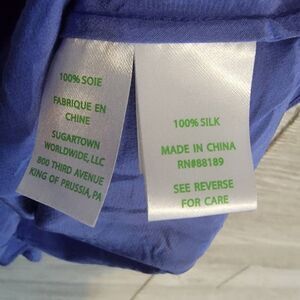 100% SOIE
FABRIQUE EN
CHINE
SUGARTOWN
WORLDWIDE, LLC
800 THIRD AVENUE
KING OF PRUSSIA, PA
100% SILK
MADE IN CHINA
RN#88189
SEE REVERSE
FOR CARE